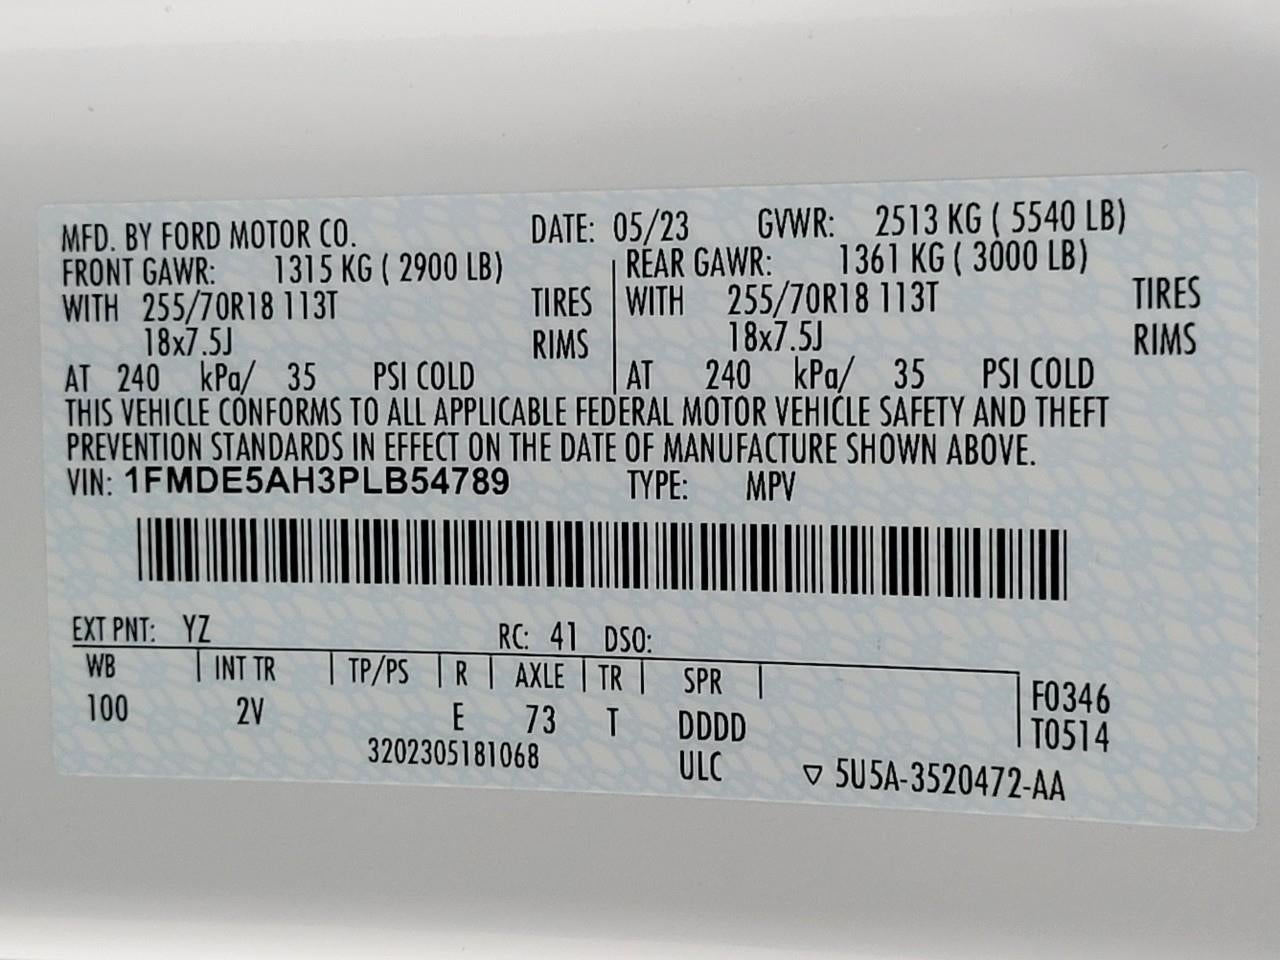 MFD. BY FORD MOTOR CO. DATE: 05/23 GVWR: 2513 KG ( 5540 LB)
FRONT GAWR: 1315 KG ( 2900 LB) REAR GAWR: 1361 KG ( 3000 LB)
WITH 255/70R18 113T TIRES WITH 255/70R18 113T TIRES
18x7.5J RIMS 18x7.5J RIMS
AT 240 kPa/ 35 PSI COLD AT 240 kPa/ 35 PSI COLD
THIS VEHICLE CONFORMS TO ALL APPLICABLE FEDERAL MOTOR VEHICLE SAFETY AND THEFT
PREVENTION STANDARDS IN EFFECT ON THE DATE OF MANUFACTURE SHOWN ABOVE.
VIN: 1FMDE5AH3PLB54789 TYPE: MPV
EXT PNT: YZ RC: 41 DSO:
WB INT TR TP/PS R AXLE TR SPR F0346
100 2V E 73 T DDDD T0514
3202305181068 ULC ▽ 5U5A-3520472-AA